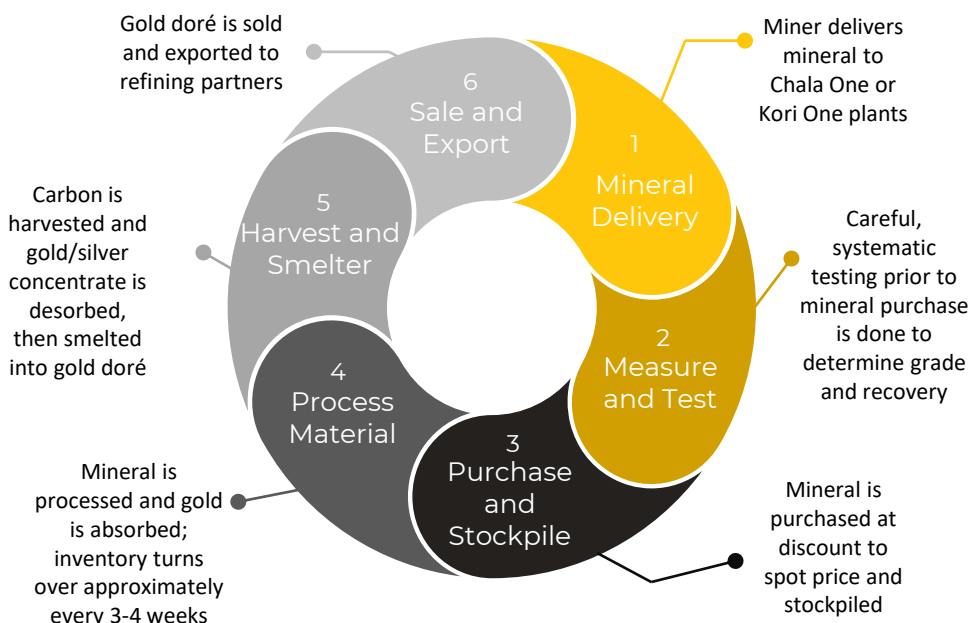 Gold doré is sold
and exported to
refining partners
6
Sale and
Export
Miner delivers
mineral to
Chala One or
Kori One plants
1
Mineral
Delivery
Careful,
systematic
testing prior to
mineral purchase
is done to
determine grade
and recovery
2
Measure
and Test
Mineral is
purchased at
discount to
spot price and
stockpiled
3
Purchase
and
Stockpile
Mineral is
processed and gold
is absorbed;
inventory turns
over approximately
every 3-4 weeks
4
Process
Material
Carbon is
harvested and
gold/silver
concentrate is
desorbed,
then smelted
into gold doré
5
Harvest and
Smelter